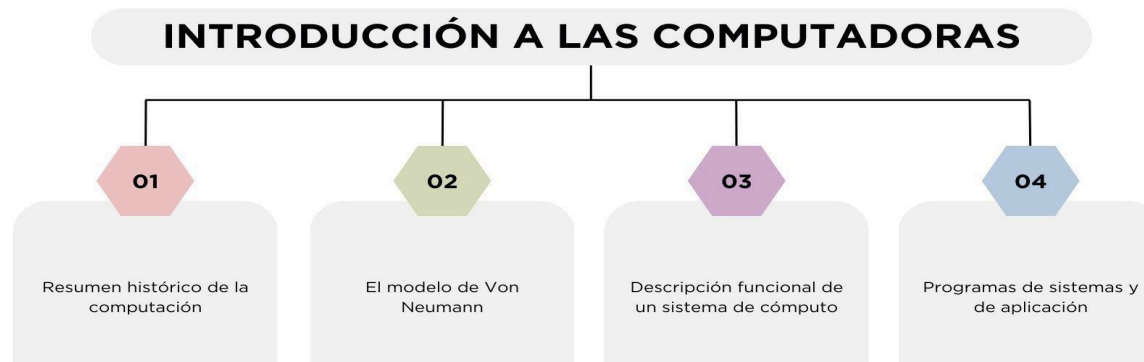 INTRODUCCIÓN A LAS COMPUTADORAS
01
Resumen histórico de la
computación
02
El modelo de Von
Neumann
03
Descripción funcional de
un sistema de cómputo
04
Programas de sistemas y
de aplicación